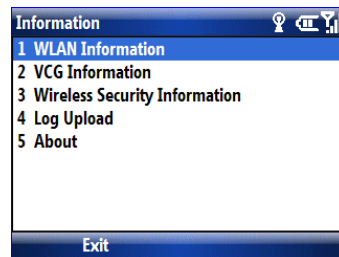 Information
1 WLAN Information
2 VCG Information
3 Wireless Security Information
4 Log Upload
5 About
Exit